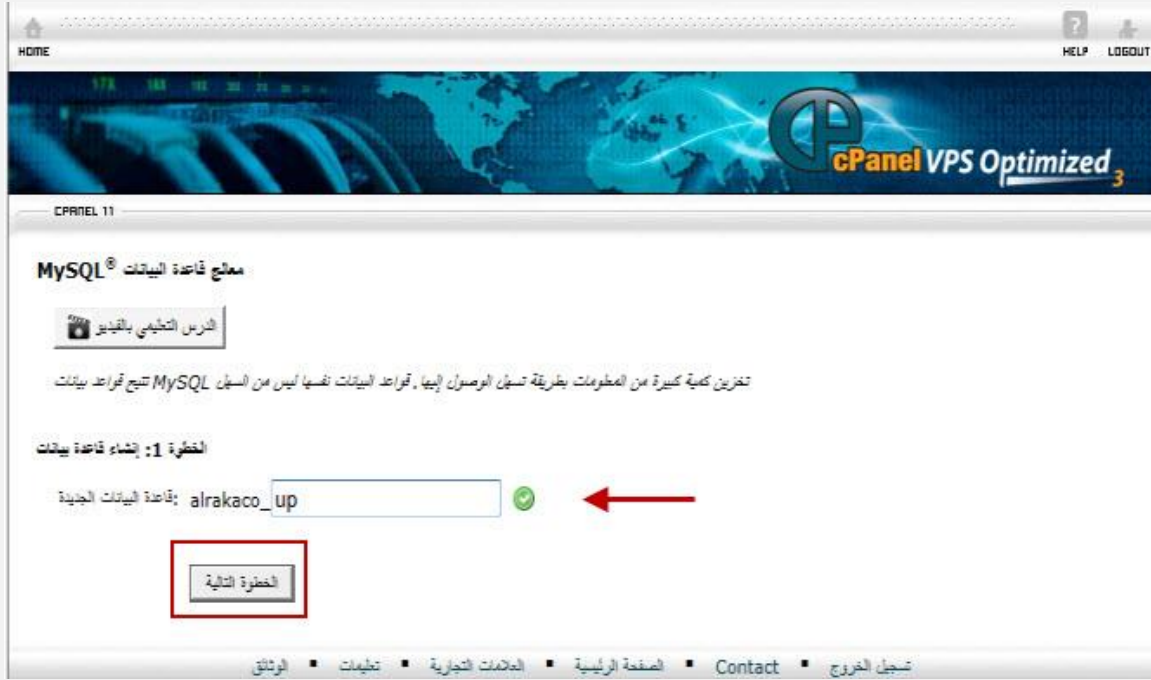 HOME
HELP LOGOUT
cPanel VPS Optimized 3
CPANEL 11
معالج قاعدة البيانات MySQL®
الدرس التعليمي بالفيديو
تخزين كمية كبيرة من المعلومات بطريقة تسهل الوصول إليها , قواعد البيانات نفسها ليس من السهل MySQL تتيح قواعد بيانات
الخطوة 1: إنشاء قاعدة بيانات
قاعدة البيانات الجديدة: alrakaco_ up
الخطوة التالية
تسجيل الخروج ▪ Contact ▪ الصفحة الرئيسية ▪ العلامات التجارية ▪ تعليمات ▪ الوثائق